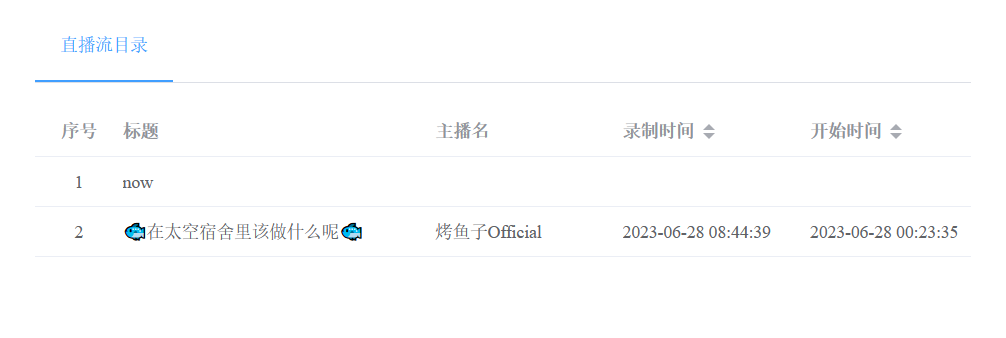 直播流目录
序号 标题 主播名 录制时间 开始时间
1 now
2 🐟在太空宿舍里该做什么呢🐟 烤鱼子Official 2023-06-28 08:44:39 2023-06-28 00:23:35